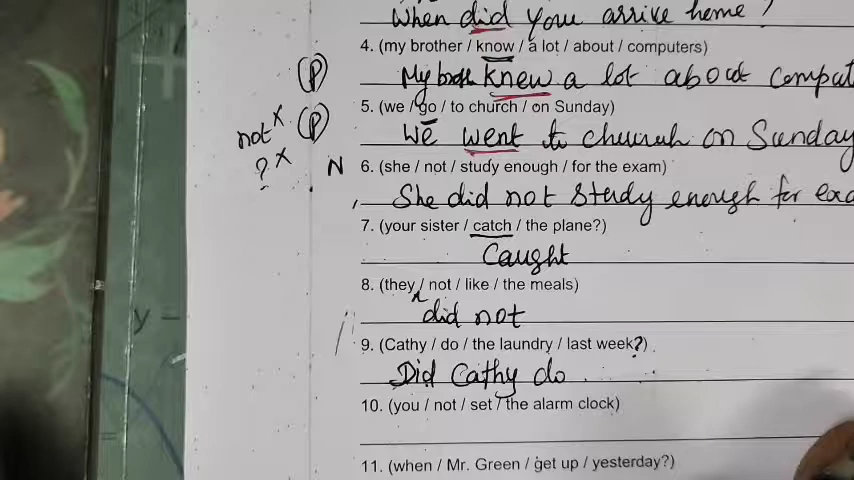 When did you arrive home?
4. (my brother / know / a lot / about / computers)
(P) My broth knew a lot about comput
5. (we / go / to church / on Sunday)
not x (P) We went to church on Sunday
? x N 6. (she / not / study enough / for the exam)
She did not study enough for exa
7. (your sister / catch / the plane?)
Caught
8. (they / not / like / the meals)
did not
9. (Cathy / do / the laundry / last week?)
Did Cathy do
10. (you / not / set / the alarm clock)
11. (when / Mr. Green / get up / yesterday?)
y -